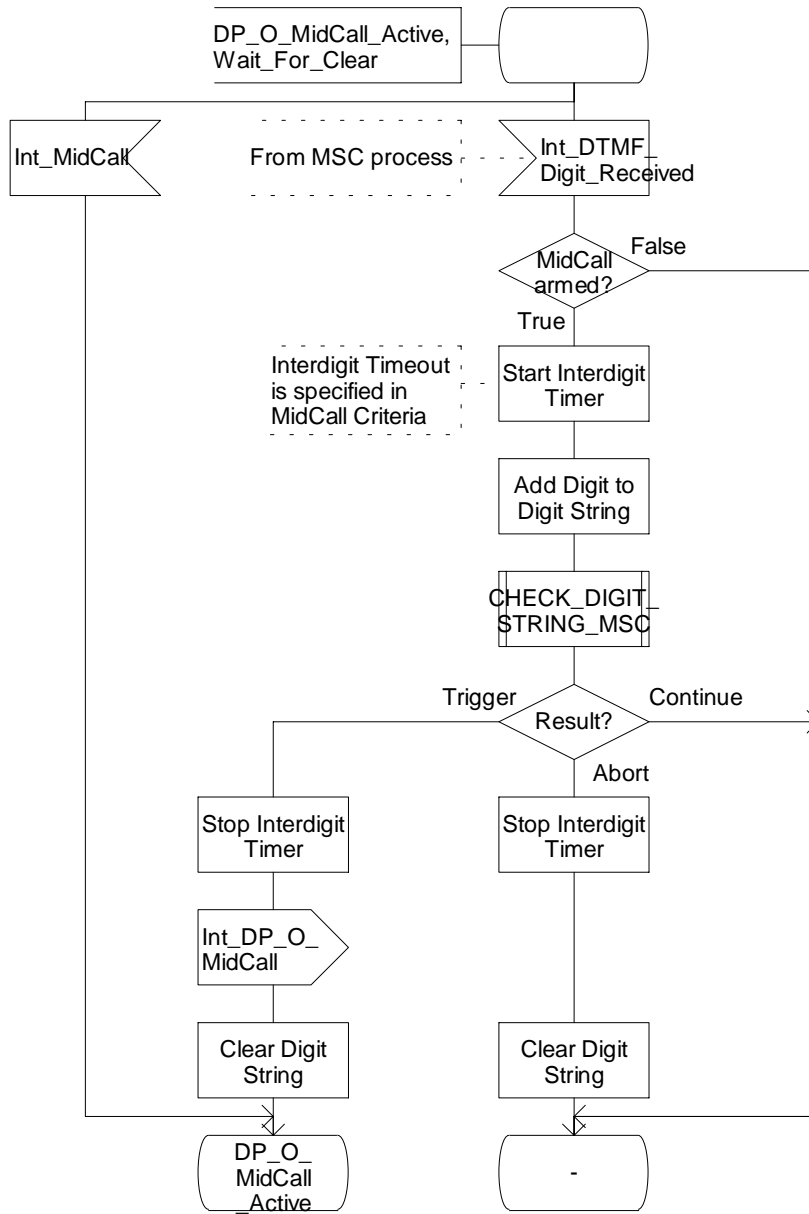 DP_O_MidCall_Active,
Wait_For_Clear
Int_MidCall
From MSC process
Int_DTMF_
Digit_Received
MidCall
armed?
False
True
Interdigit Timeout
is specified in
MidCall Criteria
Start Interdigit
Timer
Add Digit to
Digit String
CHECK_DIGIT_
STRING_MSC
Trigger
Result?
Continue
Abort
Stop Interdigit
Timer
Stop Interdigit
Timer
Int_DP_O_
MidCall
Clear Digit
String
Clear Digit
String
DP_O_
MidCall
_Active
-